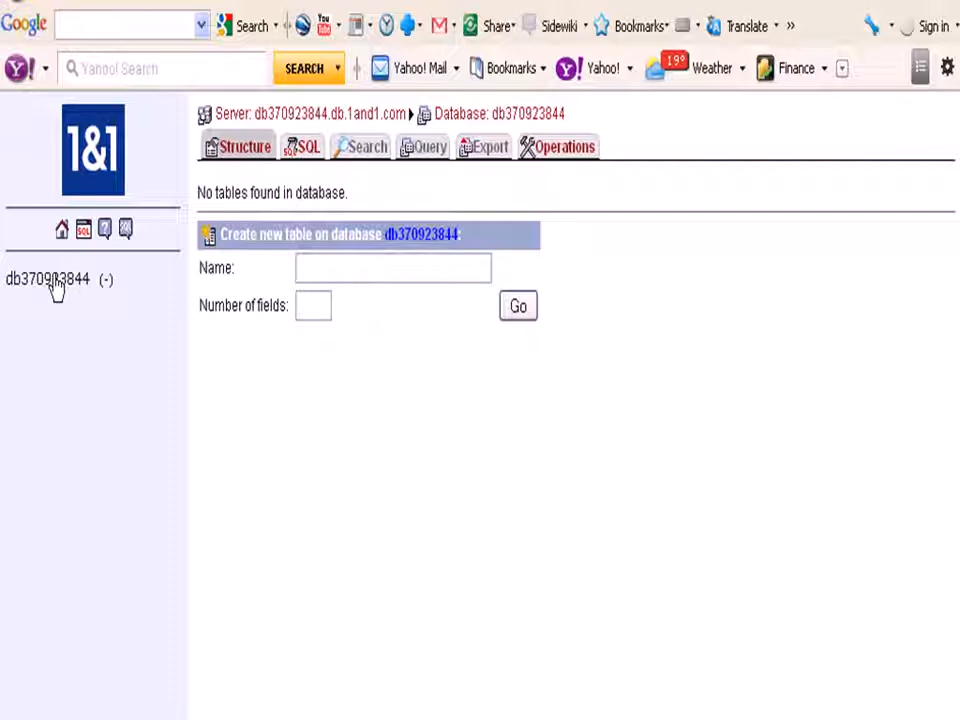 Google Search Share Sidewiki Bookmarks Translate » Sign in
Y! Yahoo! Search SEARCH Yahoo! Mail Bookmarks Y! Yahoo! 19° Weather Finance
1&1
Server: db370923844.db.1and1.com Database: db370923844
Structure SQL Search Query Export Operations
No tables found in database.
SQL
Create new table on database db370923844:
Name:
db370923844 (-)
Number of fields: Go